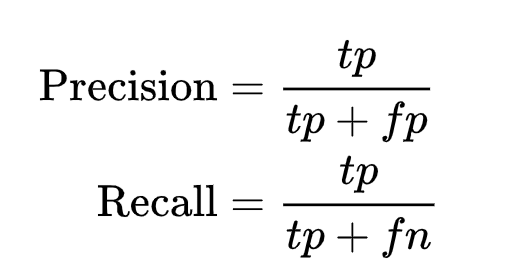 Precision = tp / tp + fp
Recall = tp / tp + fn